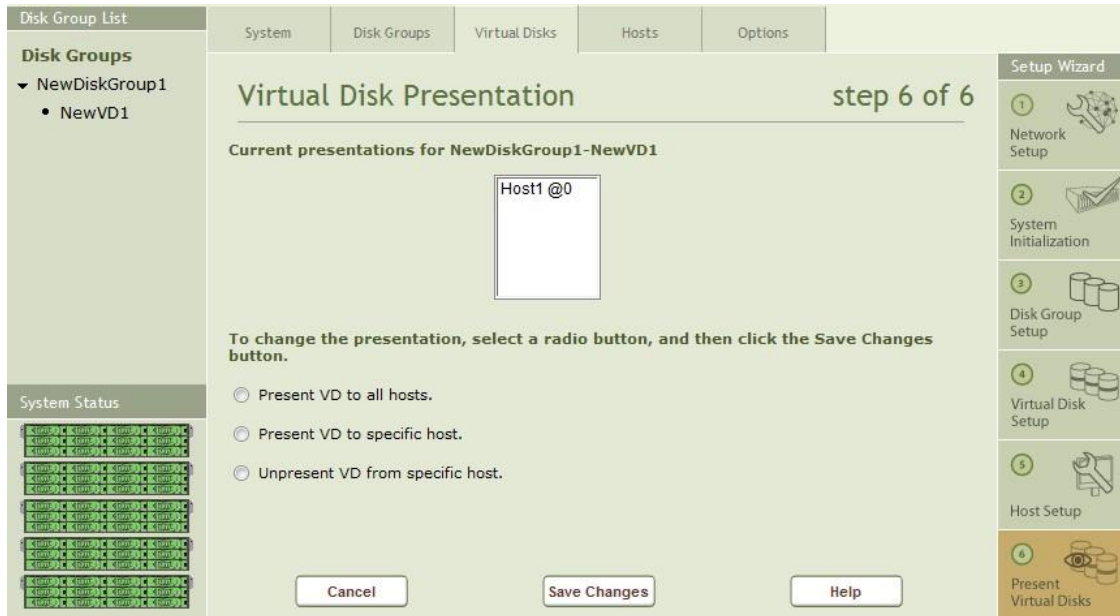 Disk Group List
Disk Groups
NewDiskGroup1
NewVD1
System Status
System
Disk Groups
Virtual Disks
Hosts
Options
Virtual Disk Presentation
step 6 of 6
Current presentations for NewDiskGroup1-NewVD1
Host1 @0
To change the presentation, select a radio button, and then click the Save Changes
button.
Present VD to all hosts.
Present VD to specific host.
Unpresent VD from specific host.
Cancel
Save Changes
Help
Setup Wizard
1
Network
Setup
2
System
Initialization
3
Disk Group
Setup
4
Virtual Disk
Setup
5
Host Setup
6
Present
Virtual Disks